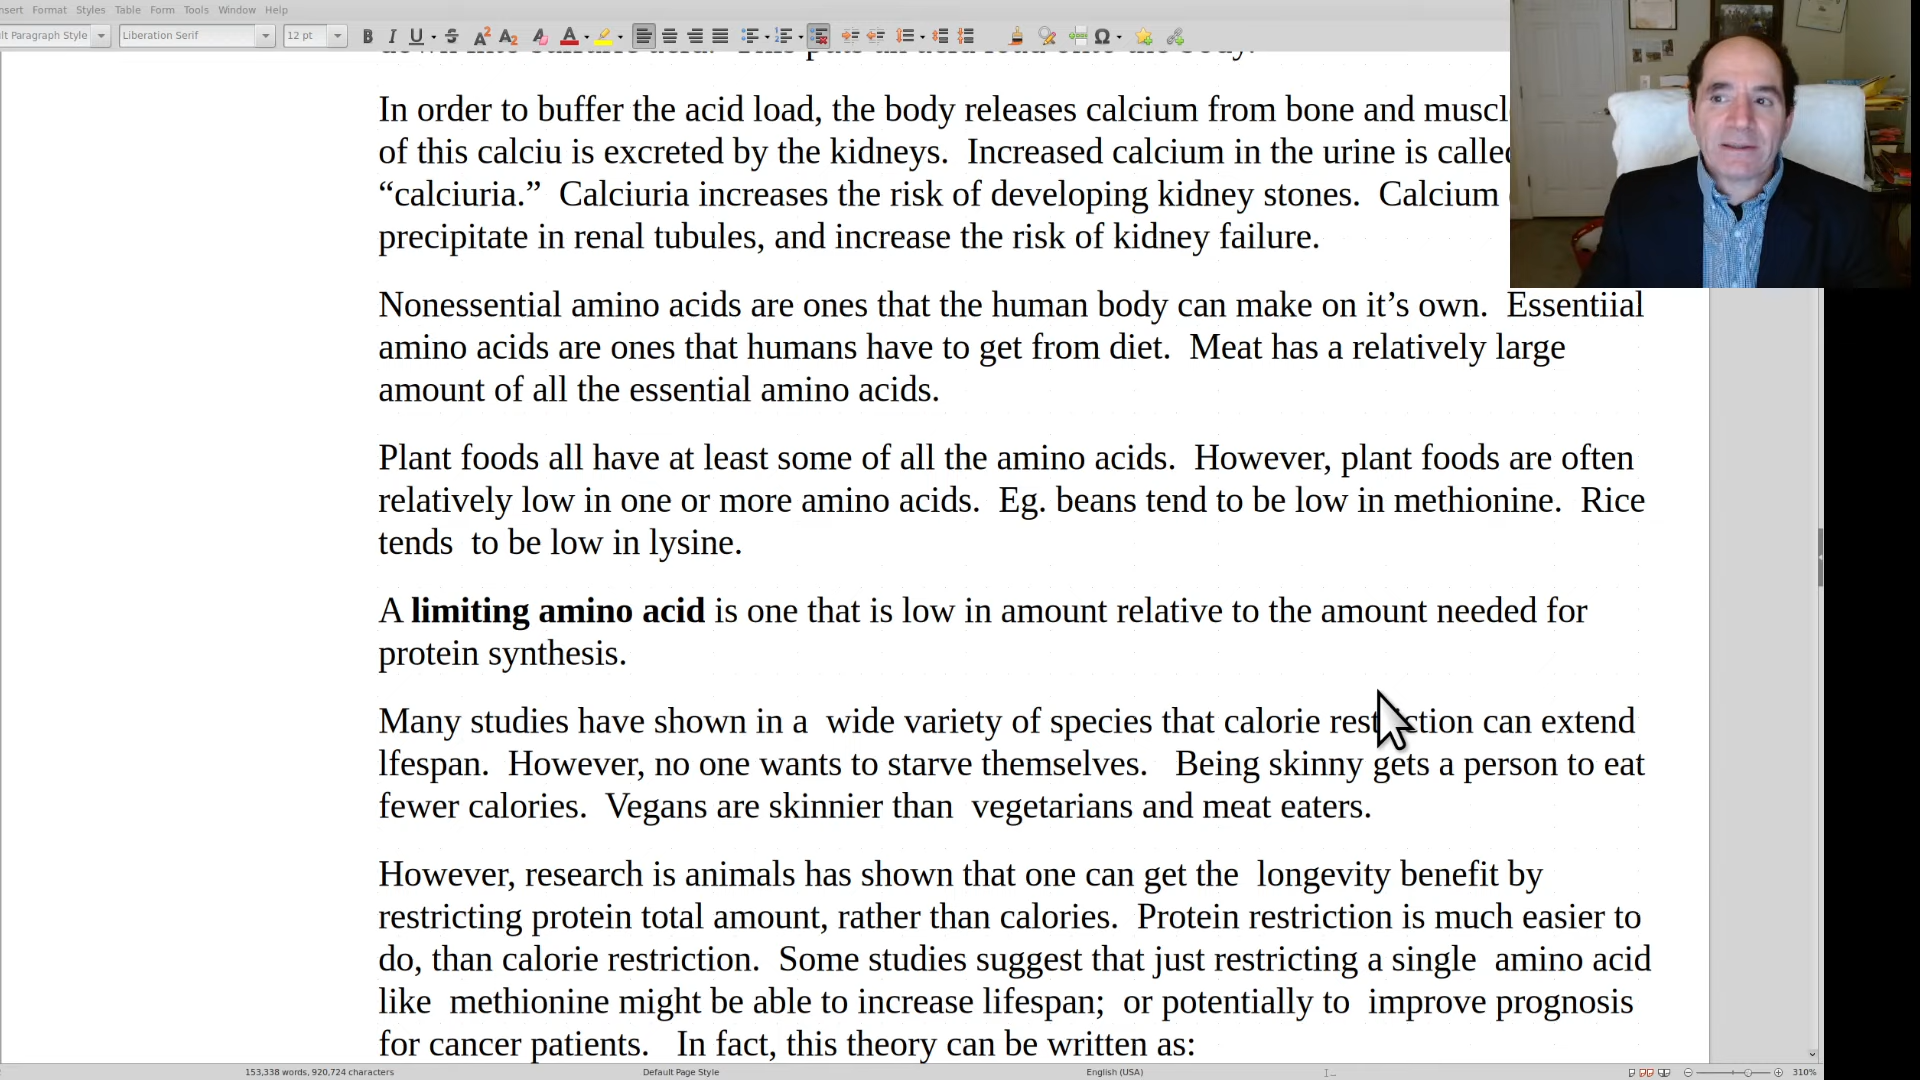 nsert Format Styles Table Form Tools Window Help
lt Paragraph Style Liberation Serif 12 pt
In order to buffer the acid load, the body releases calcium from bone and muscl
of this calciu is excreted by the kidneys.  Increased calcium in the urine is called
“calciuria.”  Calciuria increases the risk of developing kidney stones.  Calcium
precipitate in renal tubules, and increase the risk of kidney failure.
Nonessential amino acids are ones that the human body can make on it’s own.  Essentiial
amino acids are ones that humans have to get from diet.  Meat has a relatively large
amount of all the essential amino acids.
Plant foods all have at least some of all the amino acids.  However, plant foods are often
relatively low in one or more amino acids.  Eg. beans tend to be low in methionine.  Rice
tends  to be low in lysine.
A limiting amino acid is one that is low in amount relative to the amount needed for
protein synthesis.
Many studies have shown in a  wide variety of species that calorie restriction can extend
lfespan.  However, no one wants to starve themselves.   Being skinny gets a person to eat
fewer calories.  Vegans are skinnier than  vegetarians and meat eaters.
However, research is animals has shown that one can get the  longevity benefit by
restricting protein total amount, rather than calories.  Protein restriction is much easier to
do, than calorie restriction.  Some studies suggest that just restricting a single  amino acid
like  methionine might be able to increase lifespan;  or potentially to  improve prognosis
for cancer patients.   In fact, this theory can be written as:
153,338 words, 920,724 characters Default Page Style English (USA) 310%